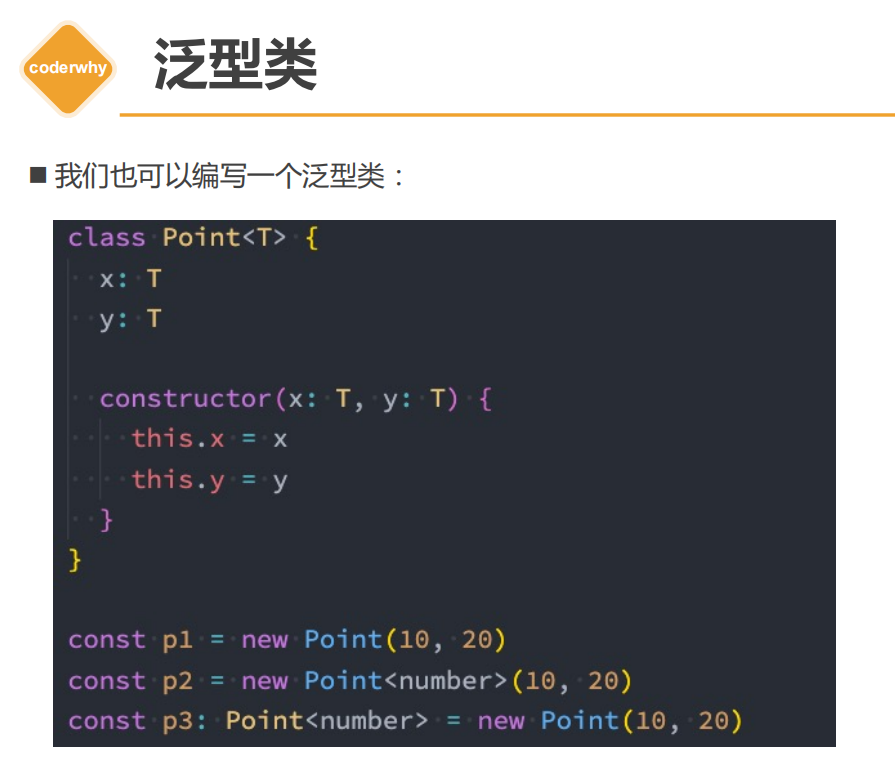 coderwhy
泛型类
■ 我们也可以编写一个泛型类：
class Point<T> {
  x: T
  y: T
  constructor(x: T, y: T) {
    this.x = x
    this.y = y
  }
}
const p1 = new Point(10, 20)
const p2 = new Point<number>(10, 20)
const p3: Point<number> = new Point(10, 20)